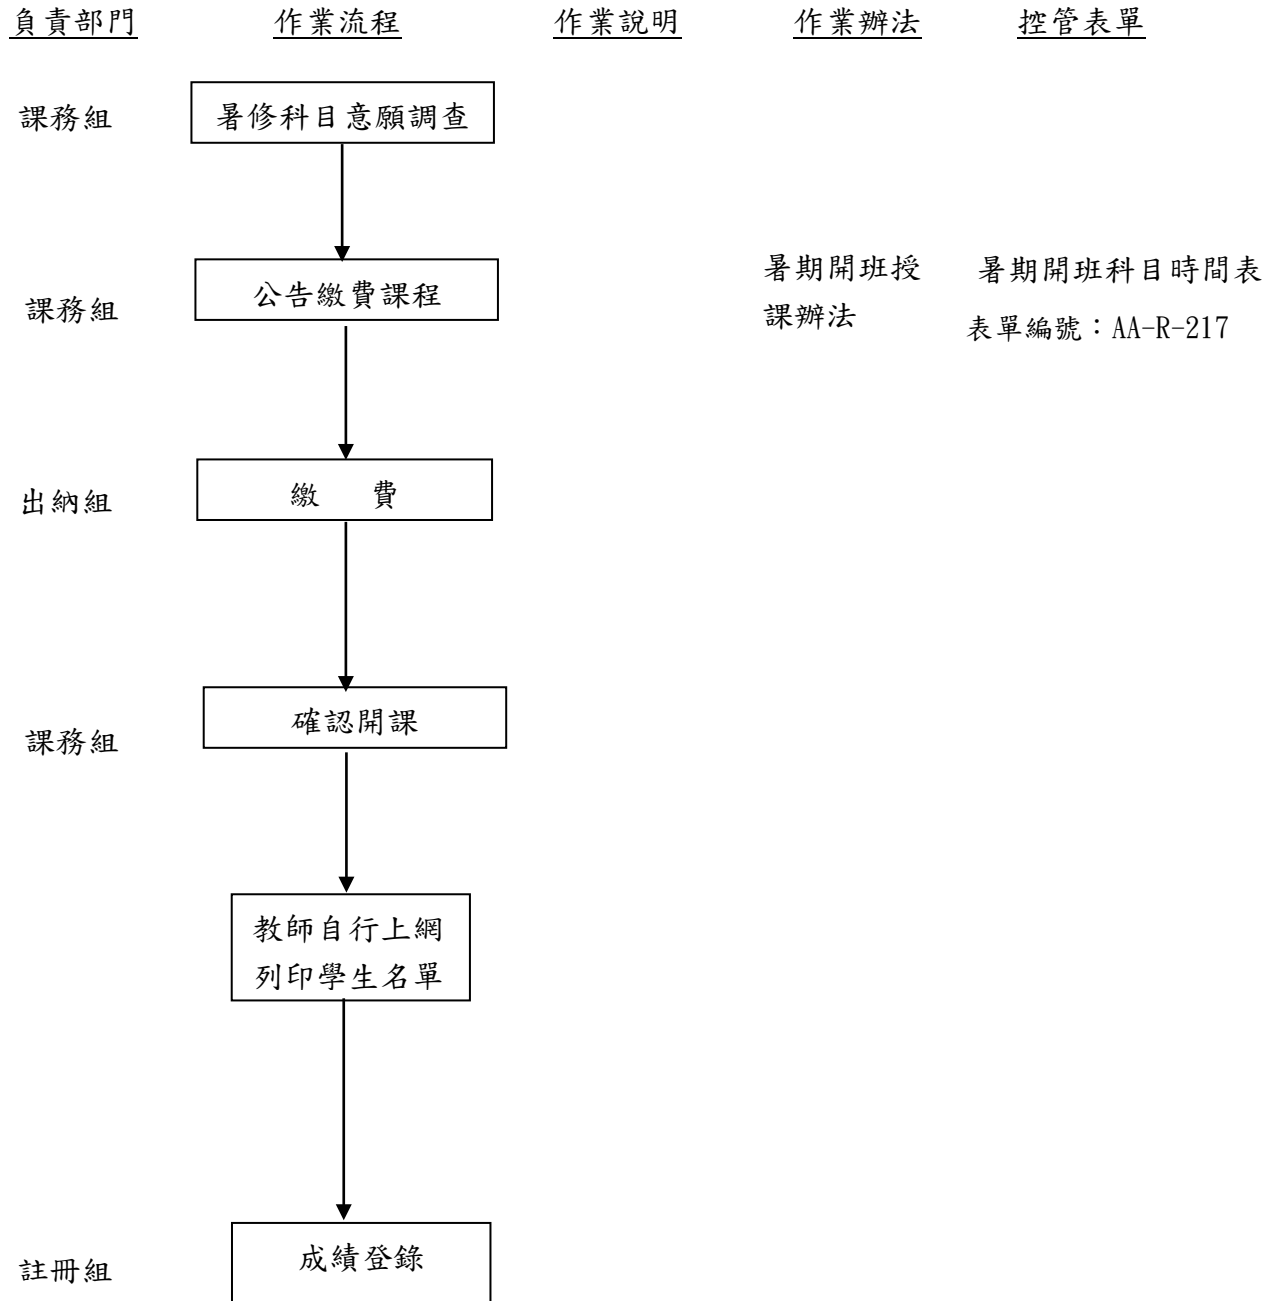 負責部門 作業流程 作業說明 作業辦法 控管表單
課務組 暑修科目意願調查
課務組 公告繳費課程 暑期開班授 暑期開班科目時間表
課辦法 表單編號：AA-R-217
出納組 繳 費
課務組 確認開課
教師自行上網
列印學生名單
註冊組 成績登錄